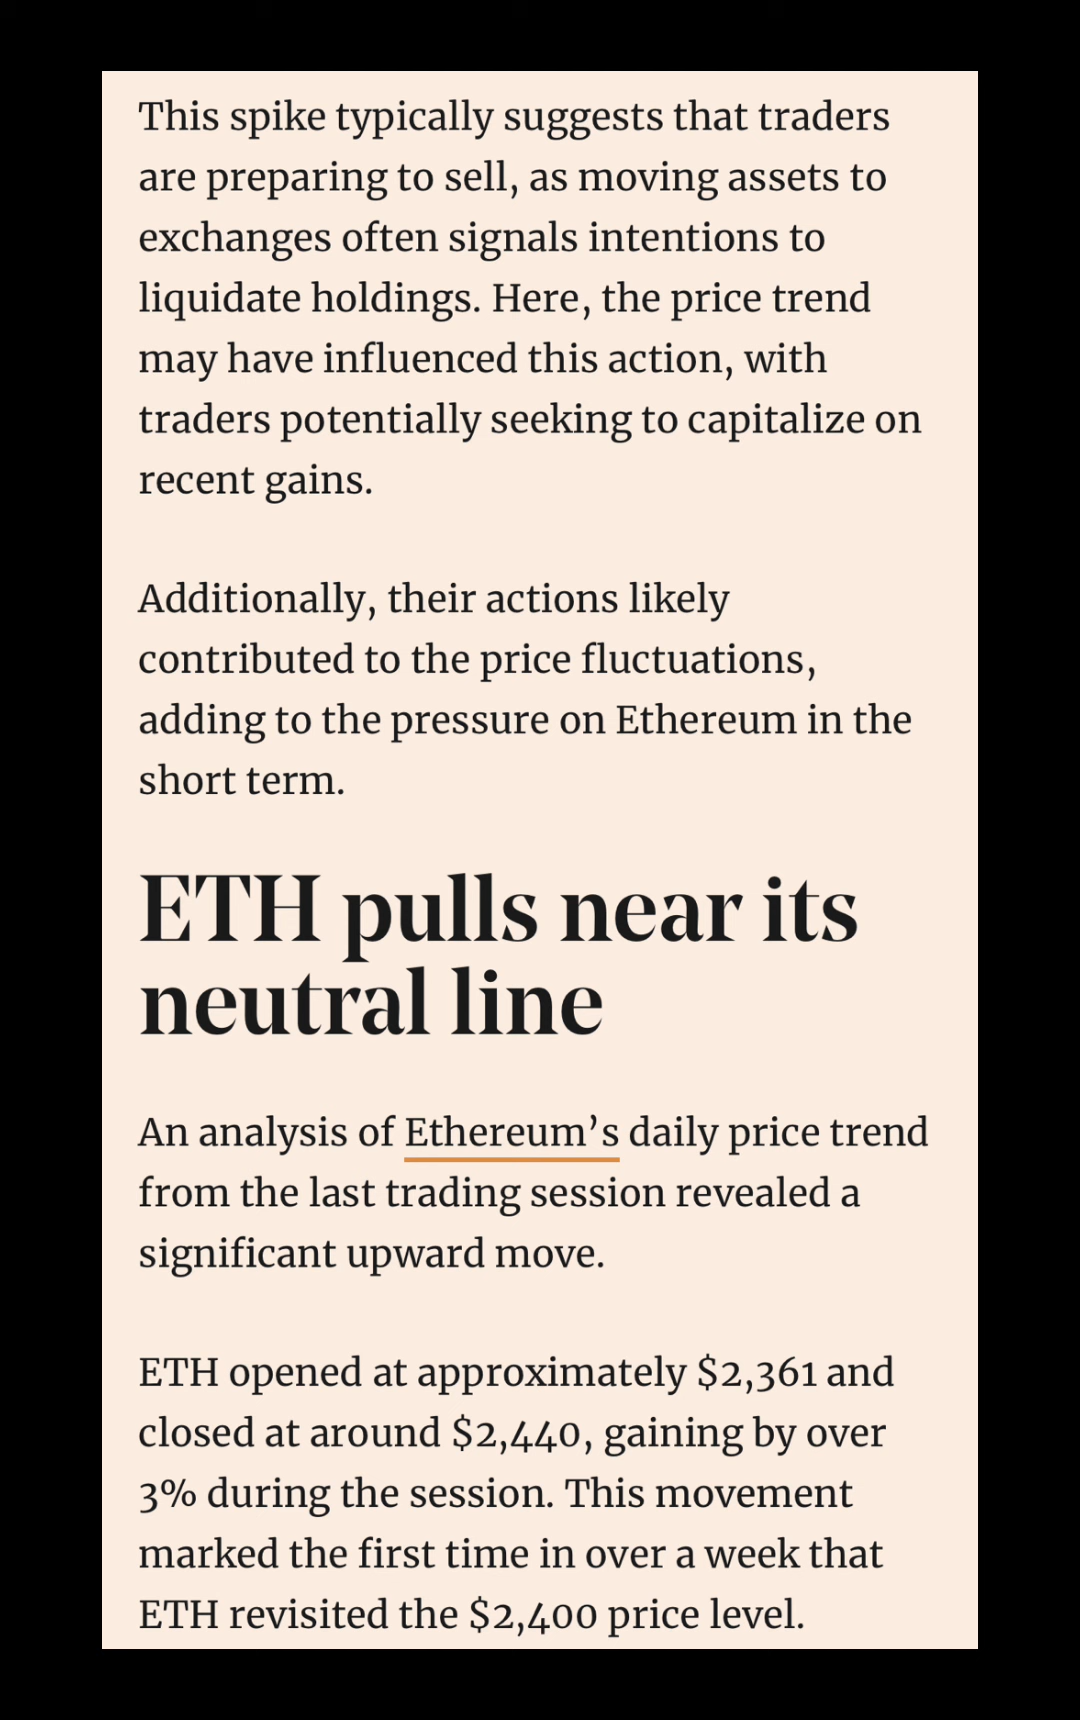 This spike typically suggests that traders
are preparing to sell, as moving assets to
exchanges often signals intentions to
liquidate holdings. Here, the price trend
may have influenced this action, with
traders potentially seeking to capitalize on
recent gains.
Additionally, their actions likely
contributed to the price fluctuations,
adding to the pressure on Ethereum in the
short term.
ETH pulls near its
neutral line
An analysis of Ethereum’s daily price trend
from the last trading session revealed a
significant upward move.
ETH opened at approximately $2,361 and
closed at around $2,440, gaining by over
3% during the session. This movement
marked the first time in over a week that
ETH revisited the $2,400 price level.